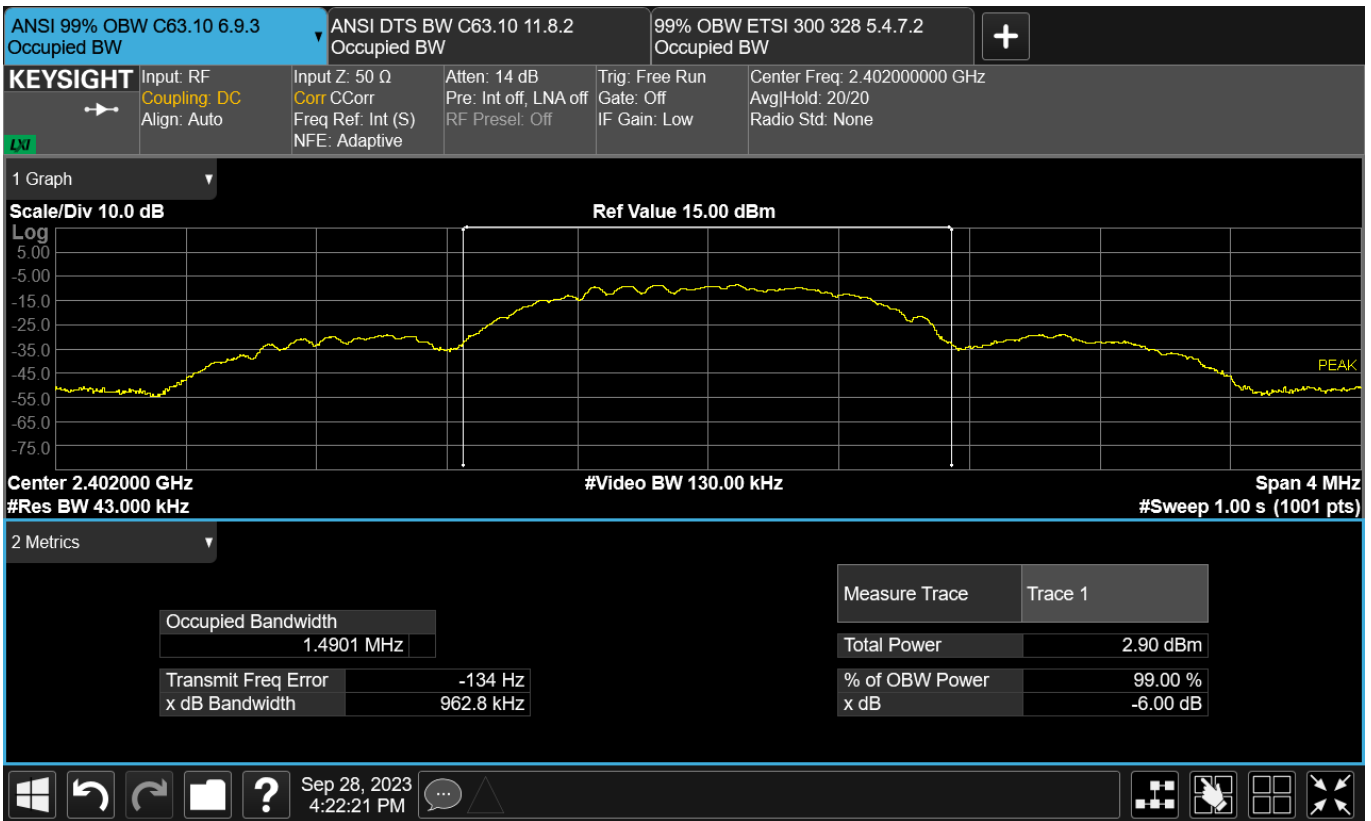 ANSI 99% OBW C63.10 6.9.3
Occupied BW
ANSI DTS BW C63.10 11.8.2
Occupied BW
99% OBW ETSI 300 328 5.4.7.2
Occupied BW
KEYSIGHT
LXI
Input: RF
Coupling: DC
Align: Auto
Input Z: 50 Ω
Corr CCorr
Freq Ref: Int (S)
NFE: Adaptive
Atten: 14 dB
Pre: Int off, LNA off
RF Presel: Off
Trig: Free Run
Gate: Off
IF Gain: Low
Center Freq: 2.402000000 GHz
Avg|Hold: 20/20
Radio Std: None
1 Graph
Scale/Div 10.0 dB
Ref Value 15.00 dBm
Log
5.00
-5.00
-15.0
-25.0
-35.0
-45.0
-55.0
-65.0
-75.0
PEAK
Center 2.402000 GHz
#Video BW 130.00 kHz
Span 4 MHz
#Res BW 43.000 kHz
#Sweep 1.00 s (1001 pts)
2 Metrics
Measure Trace Trace 1
Occupied Bandwidth
1.4901 MHz
Total Power 2.90 dBm
Transmit Freq Error -134 Hz
% of OBW Power 99.00 %
x dB Bandwidth 962.8 kHz
x dB -6.00 dB
?
Sep 28, 2023
4:22:21 PM